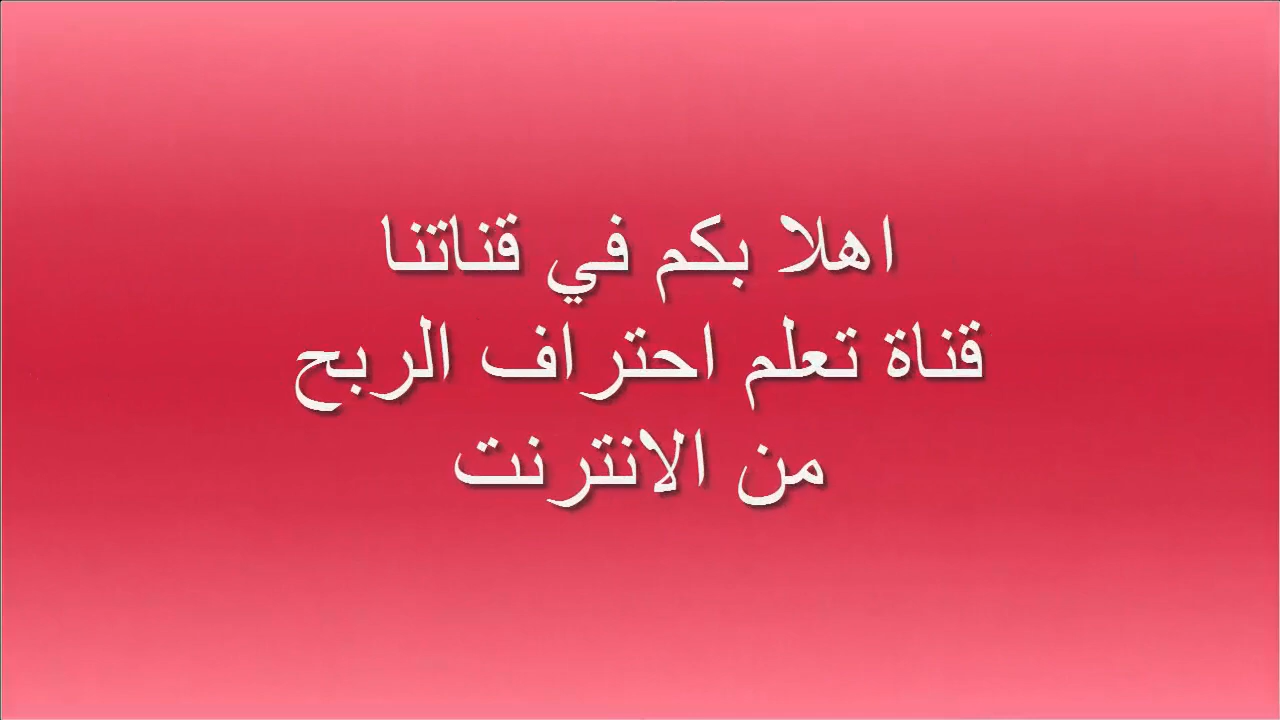 اهلا بكم في قناتنا
قناة تعلم احتراف الربح
من الانترنت